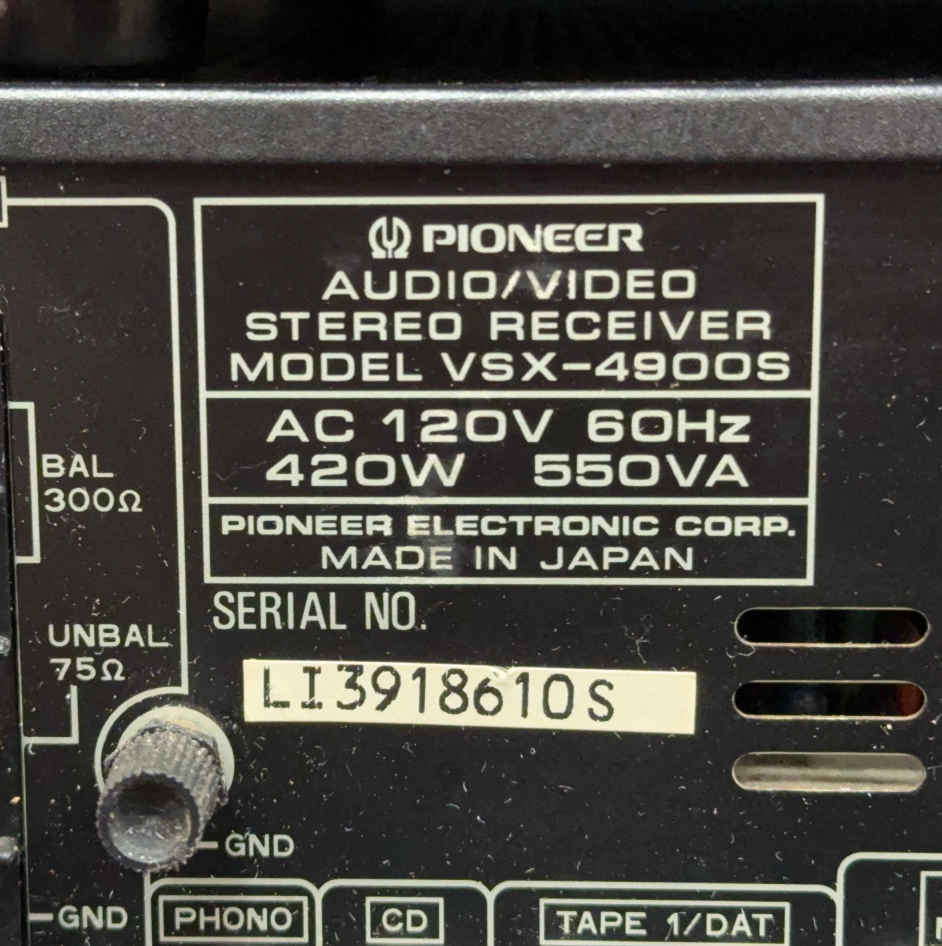 PIONEER
AUDIO/VIDEO
STEREO RECEIVER
MODEL VSX-4900S
AC 120V 60Hz
420W 550VA
PIONEER ELECTRONIC CORP.
MADE IN JAPAN
SERIAL NO.
LI3918610S
BAL
300Ω
UNBAL
75Ω
GND
GND
PHONO
CD
TAPE 1/DAT